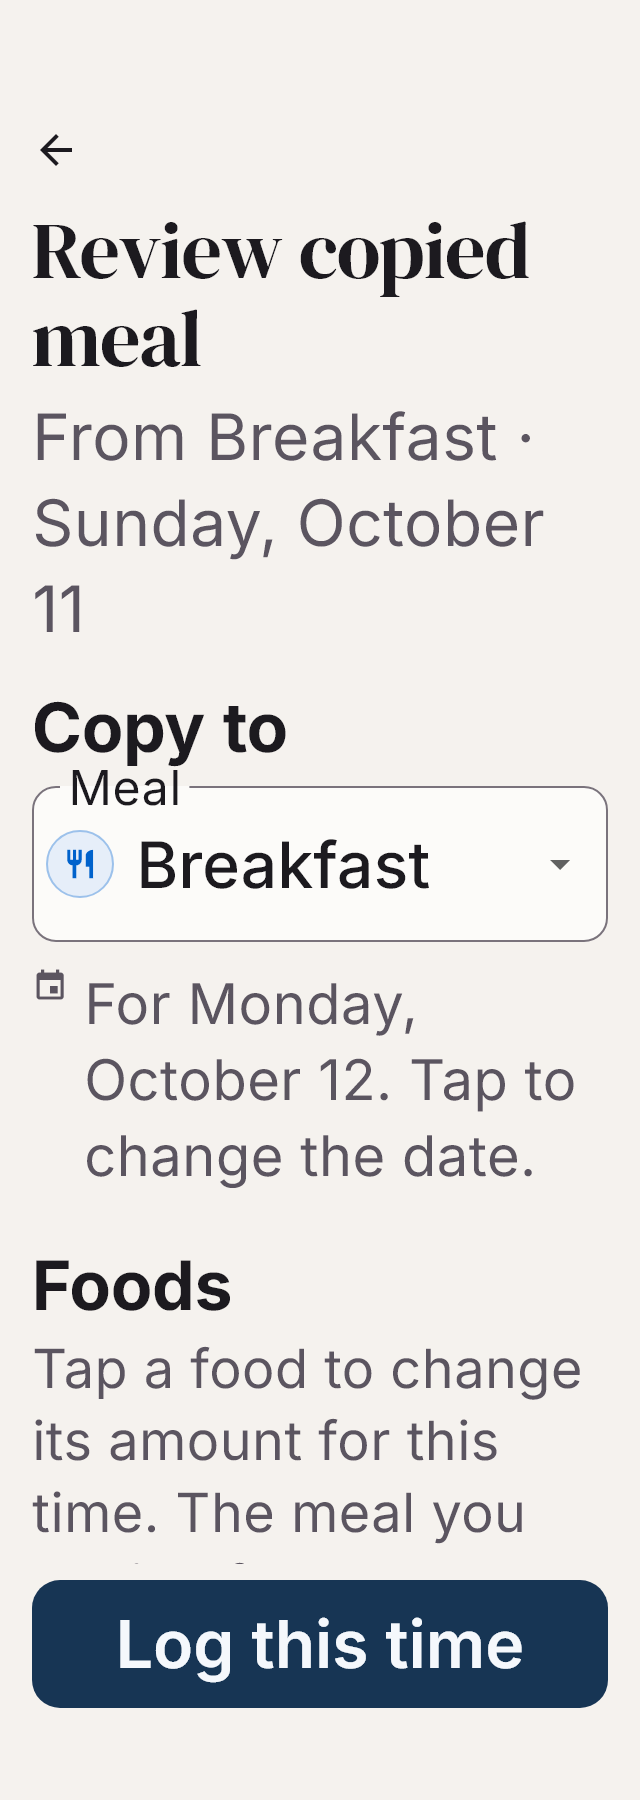 Review copied
meal
From Breakfast ·
Sunday, October
11
Copy to
Meal
Breakfast
For Monday,
October 12. Tap to
change the date.
Foods
Tap a food to change
its amount for this
time. The meal you
Log this time